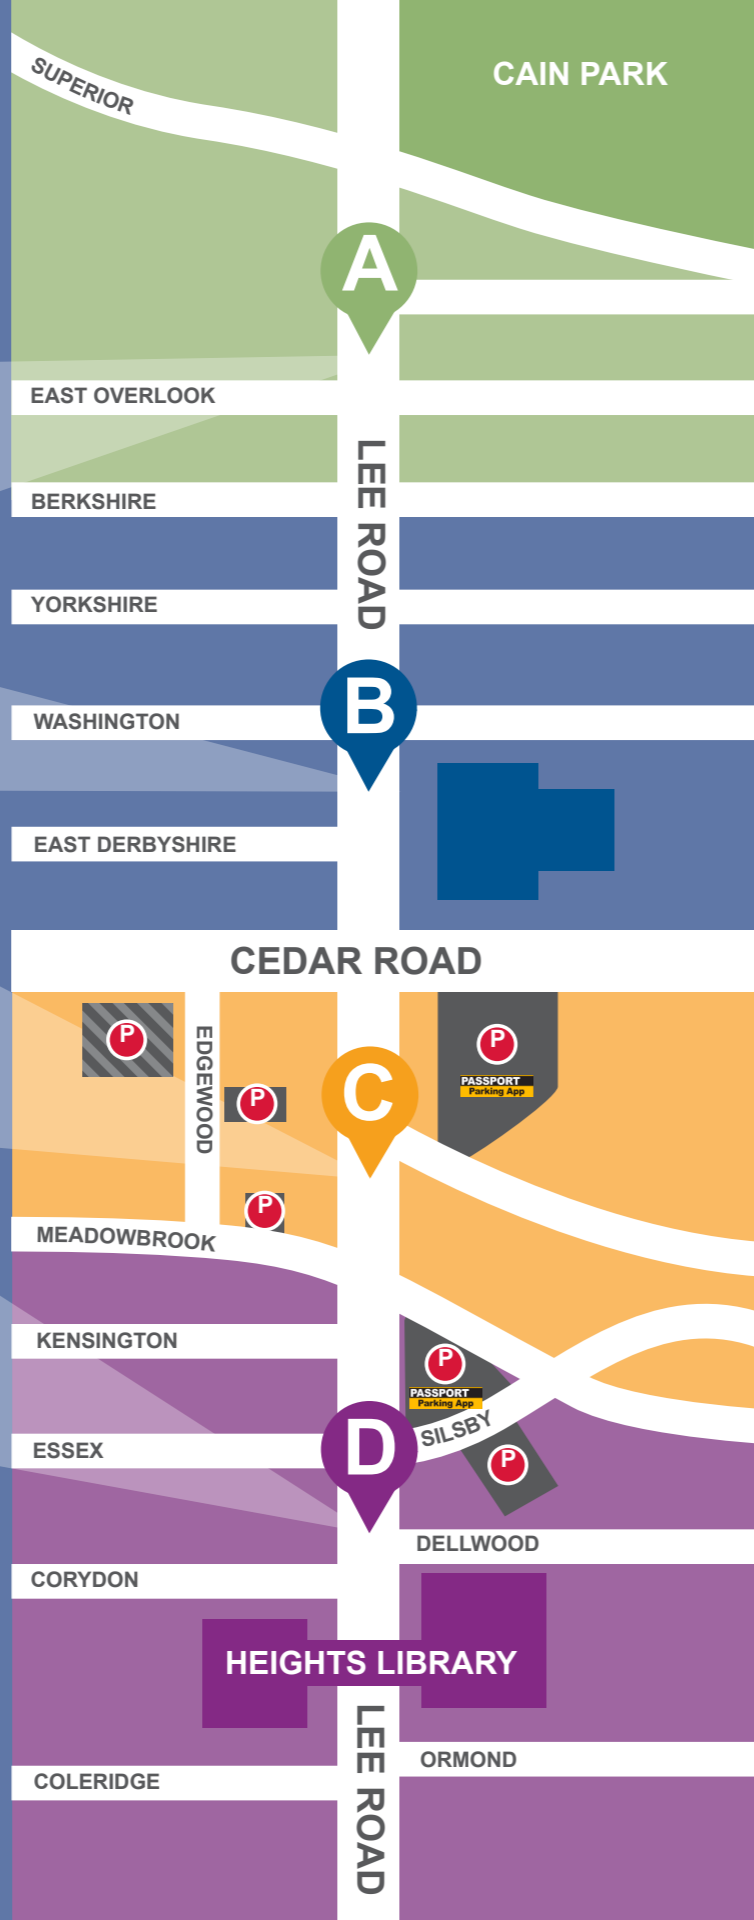 CAIN PARK
SUPERIOR
A
EAST OVERLOOK
LEE ROAD
BERKSHIRE
YORKSHIRE
B
WASHINGTON
EAST DERBYSHIRE
CEDAR ROAD
P
EDGEWOOD
P
PASSPORT
Parking App
P
C
P
MEADOWBROOK
KENSINGTON
P
PASSPORT
Parking App
D
SILSBY
ESSEX
P
DELLWOOD
CORYDON
HEIGHTS LIBRARY
LEE ROAD
ORMOND
COLERIDGE